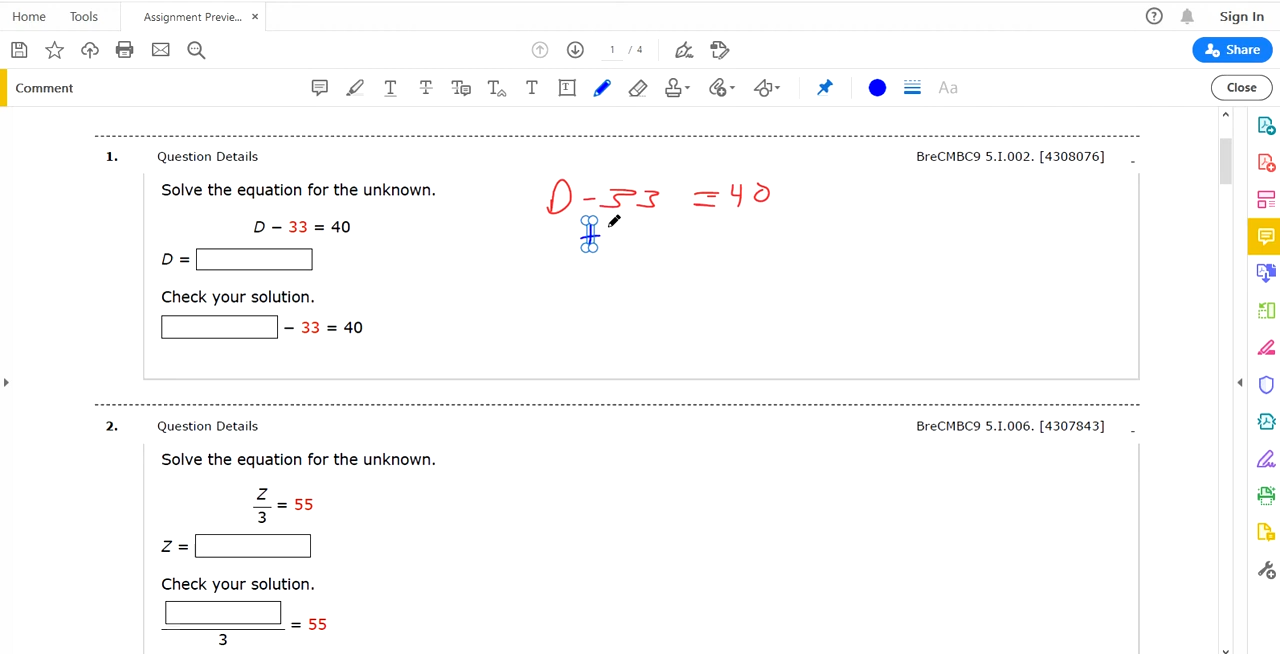 Home Tools Assignment Previe... × Sign In
1 / 4 Share
Comment Aa Close
1. Question Details BreCMBC9 5.I.002. [4308076]
Solve the equation for the unknown. D - 33 = 40
D − 33 = 40 +
D =
Check your solution.
− 33 = 40
2. Question Details BreCMBC9 5.I.006. [4307843]
Solve the equation for the unknown.
Z
3 = 55
Z =
Check your solution.
= 55
3